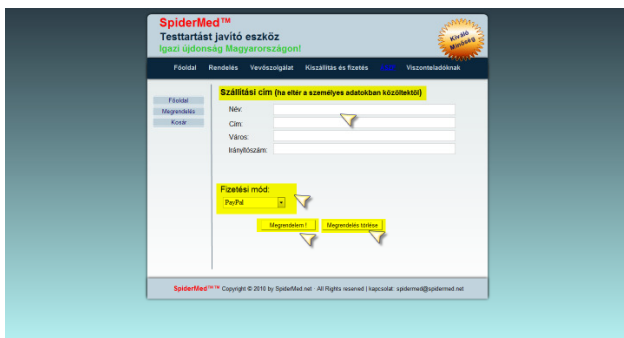 SpiderMed™
Testtartást javító eszköz
Igazi újdonság Magyarországon!
Kiváló
Minőség
Főoldal Rendelés Vevőszolgálat Kiszállítás és fizetés Viszonteladóknak
Főoldal
Megrendelés
Kosár
Szállítási cím (ha eltér a személyes adatokban közöltektől)
Név:
Cím:
Város:
Irányítószám:
Fizetési mód:
PayPal
Megrendelem !
Megrendelés törlése
SpiderMed™™ Copyright © 2010 by SpiderMed.net · All Rights reserved | kapcsolat: spidermed@spidermed.net